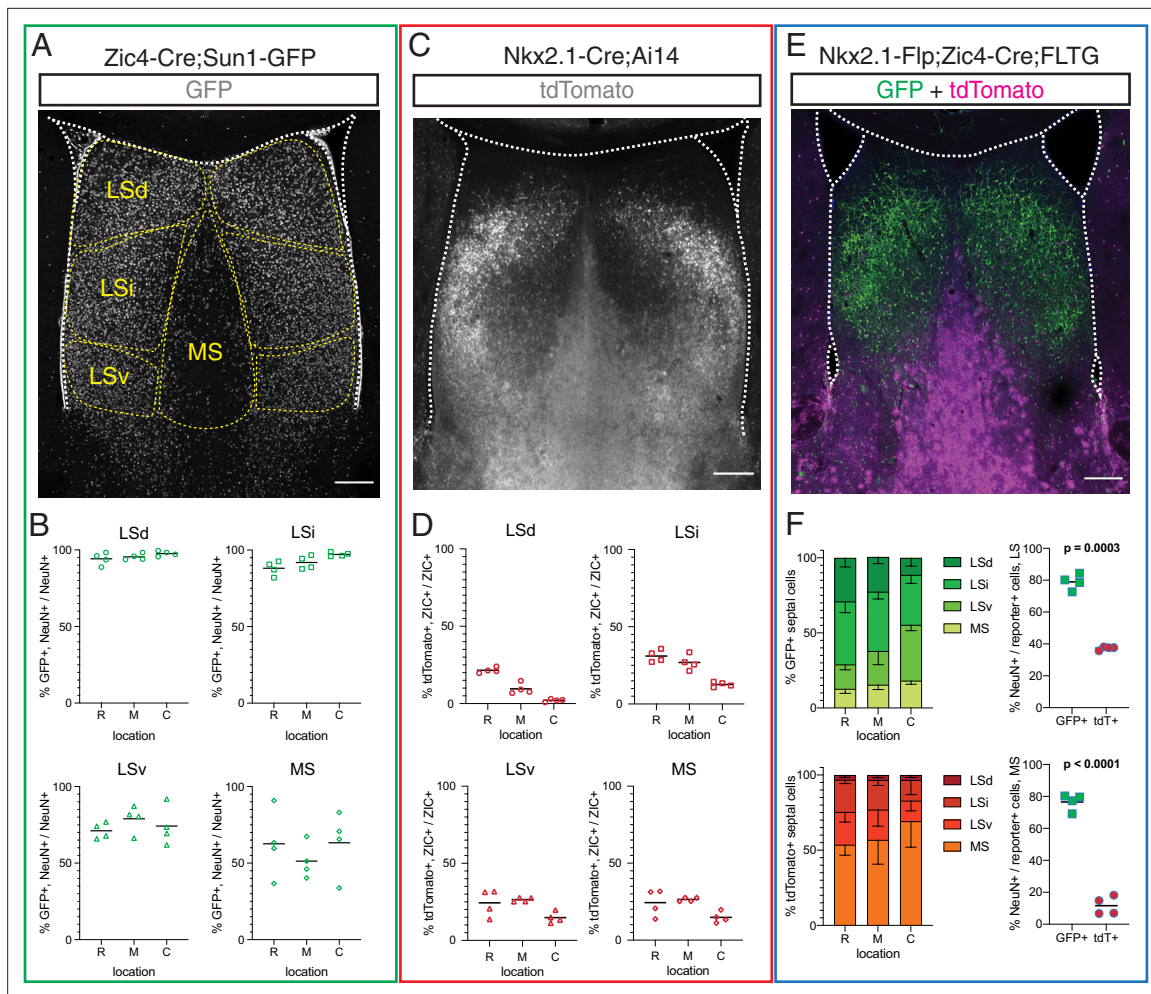 A
Zic4-Cre;Sun1-GFP
GFP
LSd
LSi
MS
LSv
B
LSd
LSi
% GFP+, NeuN+ / NeuN+
100
50
0
R M C
location
% GFP+, NeuN+ / NeuN+
100
50
0
R M C
location
LSv
MS
% GFP+, NeuN+ / NeuN+
100
50
0
R M C
location
% GFP+, NeuN+ / NeuN+
100
50
0
R M C
location
C
Nkx2.1-Cre;Ai14
tdTomato
D
LSd
LSi
% tdTomato+, ZIC+ / ZIC+
100
50
0
R M C
location
% tdTomato+, ZIC+ / ZIC+
100
50
0
R M C
location
LSv
MS
% tdTomato+, ZIC+ / ZIC+
100
50
0
R M C
location
% tdTomato+, ZIC+ / ZIC+
100
50
0
R M C
location
E
Nkx2.1-Flp;Zic4-Cre;FLTG
GFP + tdTomato
F
% GFP+ septal cells
100
50
0
R M C
location
LSd
LSi
LSv
MS
% NeuN+ / reporter+ cells, LS
p = 0.0003
100
80
60
40
20
0
GFP+ tdT+
% tdTomato+ septal cells
100
50
0
R M C
location
LSd
LSi
LSv
MS
% NeuN+ / reporter+ cells, MS
p < 0.0001
100
80
60
40
20
0
GFP+ tdT+